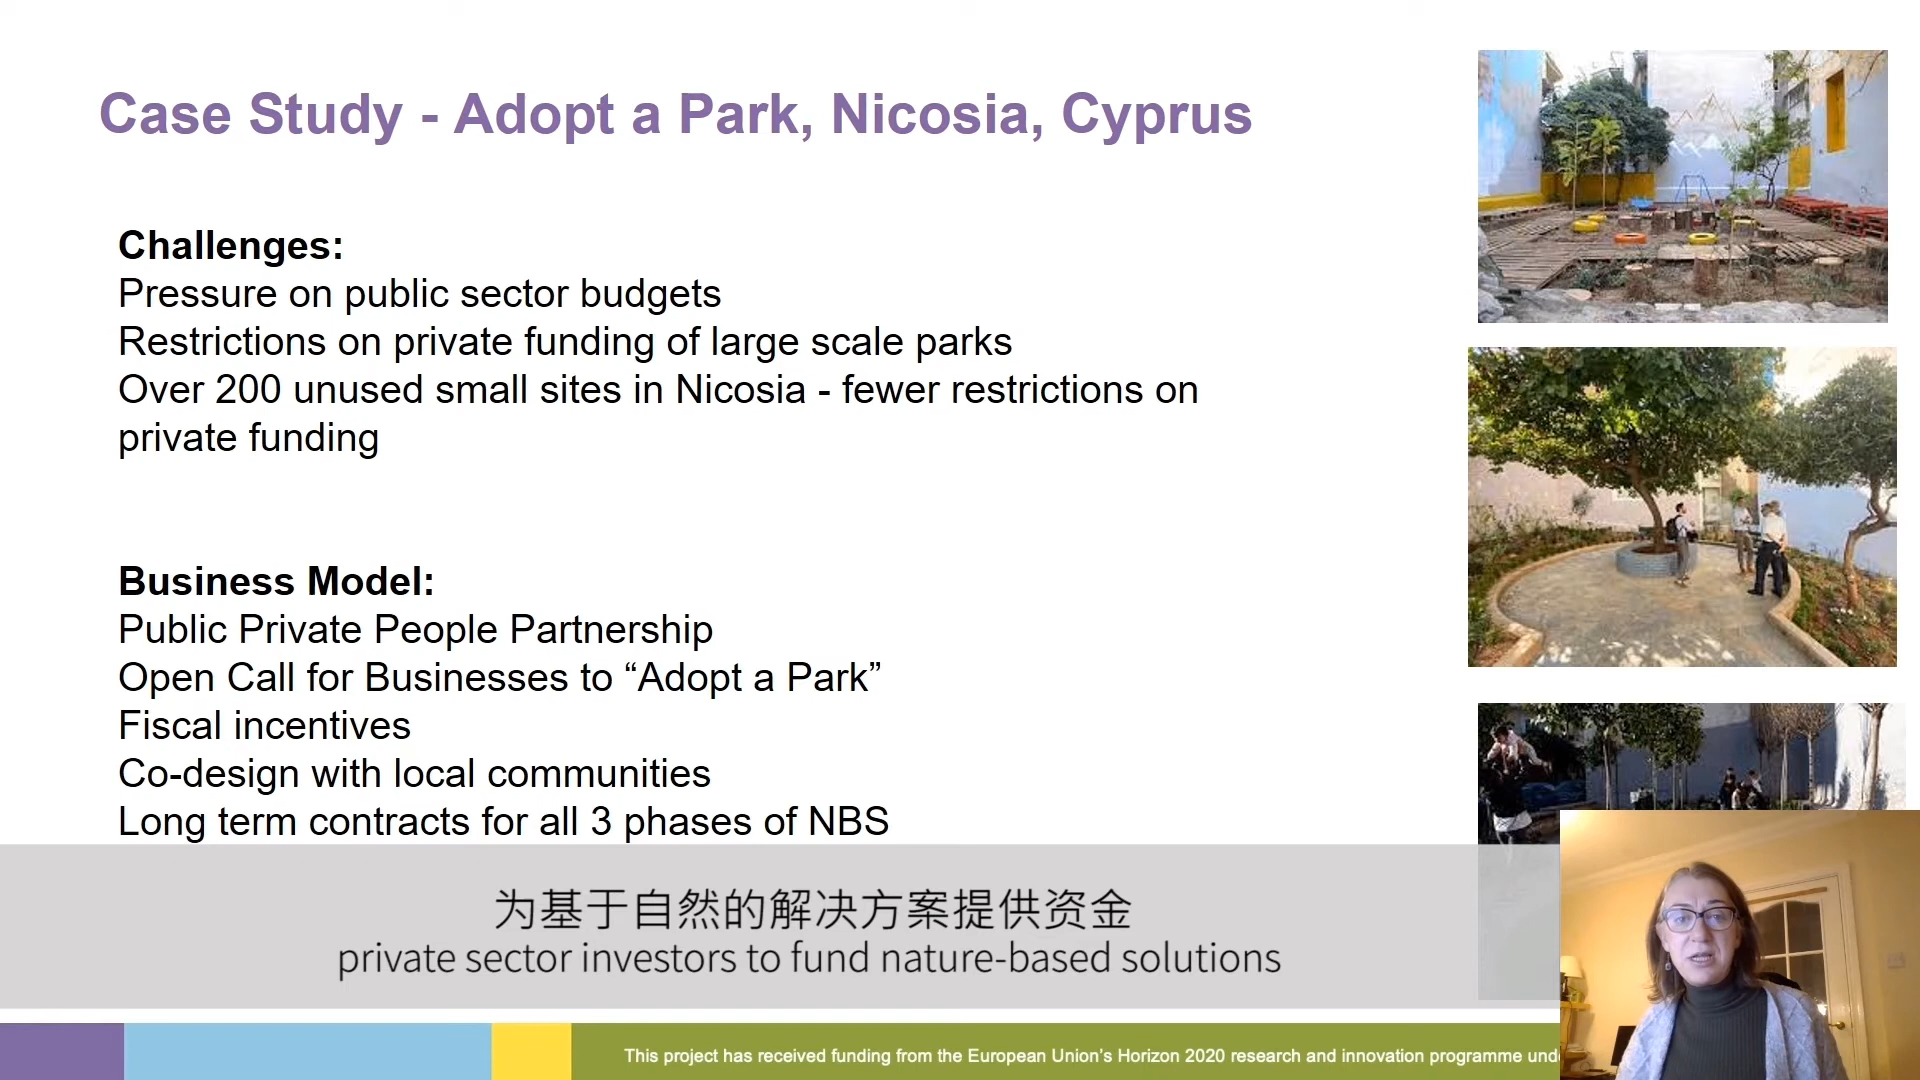 Case Study - Adopt a Park, Nicosia, Cyprus
Challenges:
Pressure on public sector budgets
Restrictions on private funding of large scale parks
Over 200 unused small sites in Nicosia - fewer restrictions on
private funding
Business Model:
Public Private People Partnership
Open Call for Businesses to “Adopt a Park”
Fiscal incentives
Co-design with local communities
Long term contracts for all 3 phases of NBS
为基于自然的解决方案提供资金
private sector investors to fund nature-based solutions
This project has received funding from the European Union’s Horizon 2020 research and innovation programme